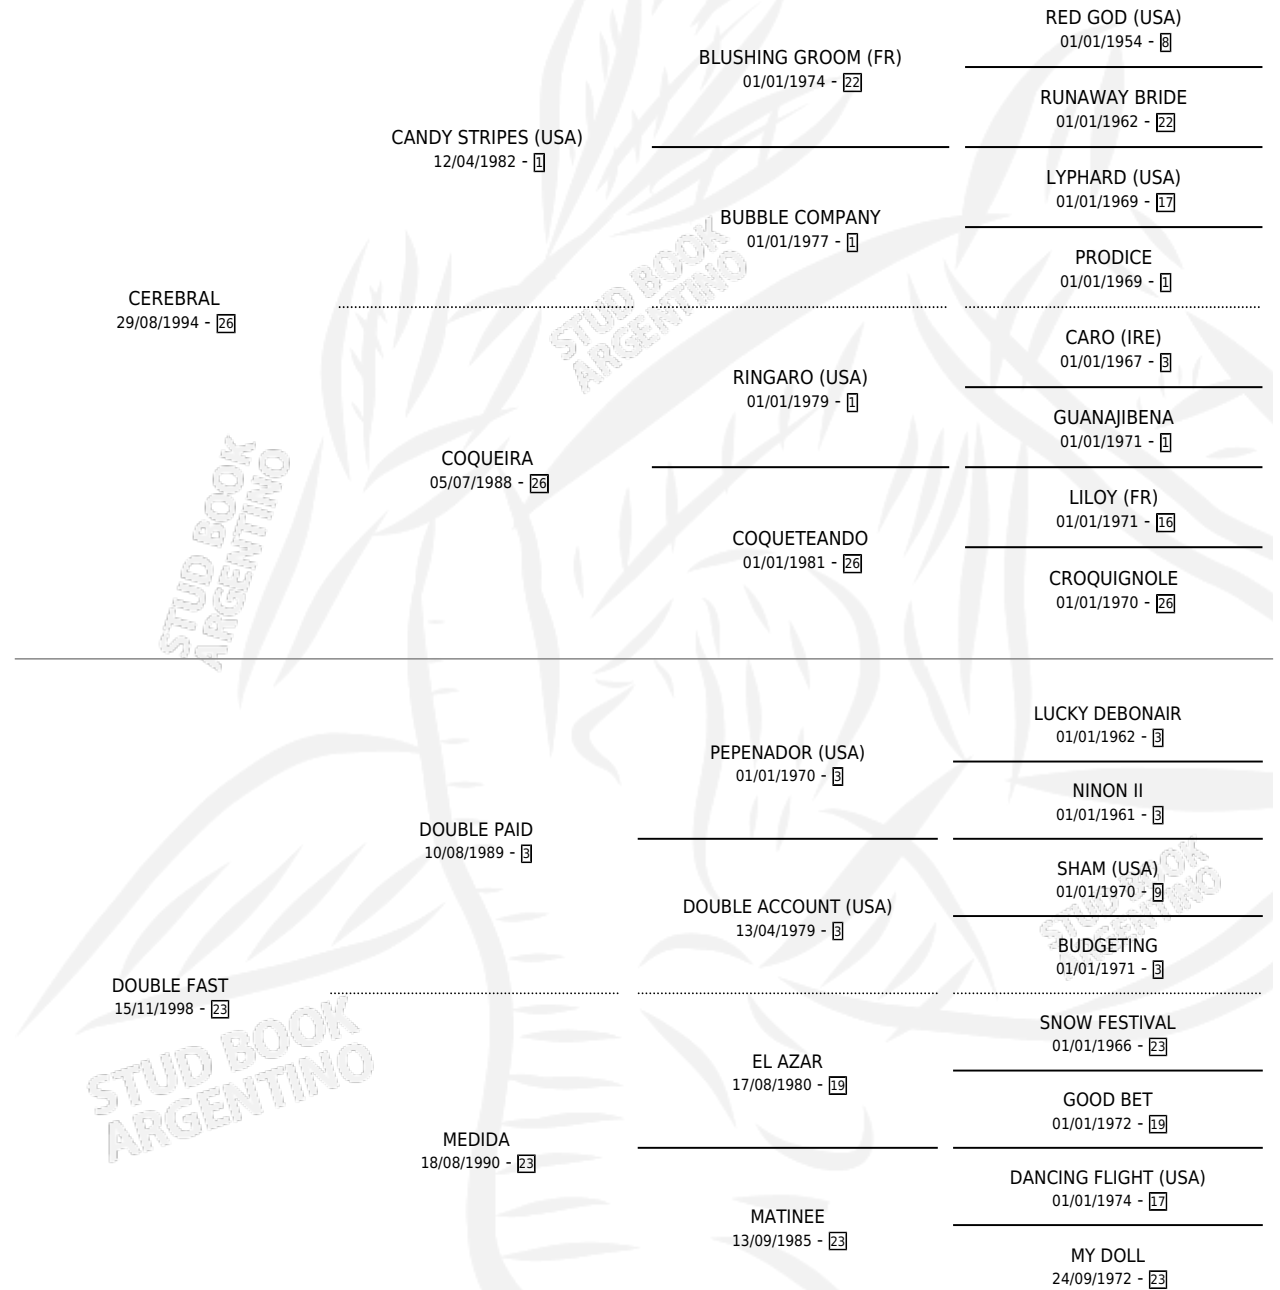 RED GOD (USA)
01/01/1954 - 8
BLUSHING GROOM (FR)
01/01/1974 - 22
RUNAWAY BRIDE
01/01/1962 - 22
CANDY STRIPES (USA)
12/04/1982 - 1
LYPHARD (USA)
01/01/1969 - 17
BUBBLE COMPANY
01/01/1977 - 1
PRODICE
01/01/1969 - 1
CEREBRAL
29/08/1994 - 26
STUD BOOK
ARGENTINO
CARO (IRE)
01/01/1967 - 3
RINGARO (USA)
01/01/1979 - 1
GUANAJIBENA
01/01/1971 - 1
COQUEIRA
05/07/1988 - 26
LILOY (FR)
01/01/1971 - 16
COQUETEANDO
01/01/1981 - 26
CROQUIGNOLE
01/01/1970 - 26
STUD BOOK
ARGENTINO
LUCKY DEBONAIR
01/01/1962 - 3
PEPENADOR (USA)
01/01/1970 - 3
NINON II
01/01/1961 - 3
DOUBLE PAID
10/08/1989 - 3
SHAM (USA)
01/01/1970 - 9
DOUBLE ACCOUNT (USA)
13/04/1979 - 3
BUDGETING
01/01/1971 - 3
STUD BOOK
ARGENTINO
DOUBLE FAST
15/11/1998 - 23
SNOW FESTIVAL
01/01/1966 - 23
EL AZAR
17/08/1980 - 19
GOOD BET
01/01/1972 - 19
STUD BOOK
ARGENTINO
MEDIDA
18/08/1990 - 23
DANCING FLIGHT (USA)
01/01/1974 - 17
MATINEE
13/09/1985 - 23
MY DOLL
24/09/1972 - 23